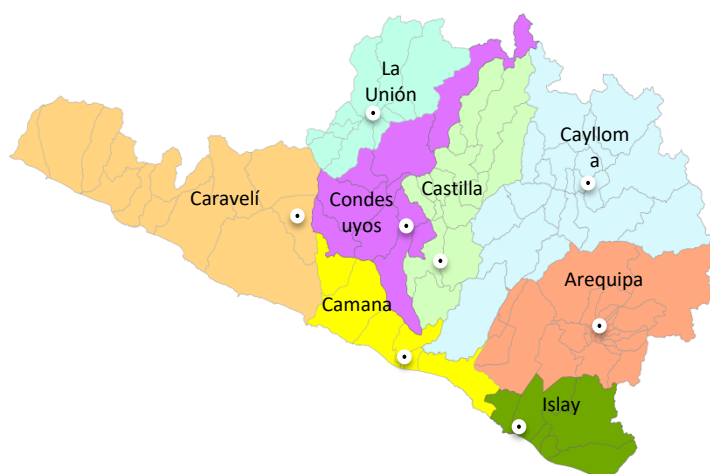 La
Unión
Cayllom
a
Caravelí
Condes
uyos
Castilla
Arequipa
Camana
Islay